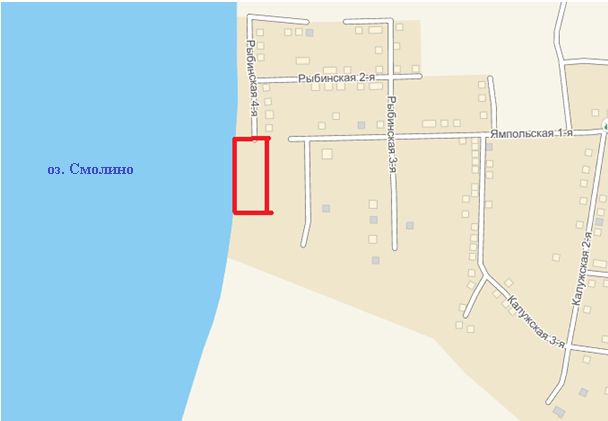 Рыбинская 4-я
Рыбинская 2-я
Рыбинская 3-я
Ямпольская 1-я
оз. Смолино
Калужская 2-я
Калужская 3-я